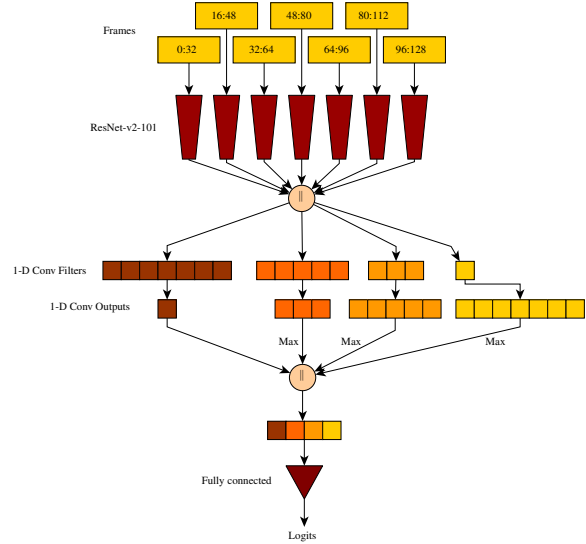 16:48 48:80 80:112
Frames
0:32 32:64 64:96 96:128
ResNet-v2-101
||
1-D Conv Filters
1-D Conv Outputs
Max Max Max
||
Fully connected
Logits